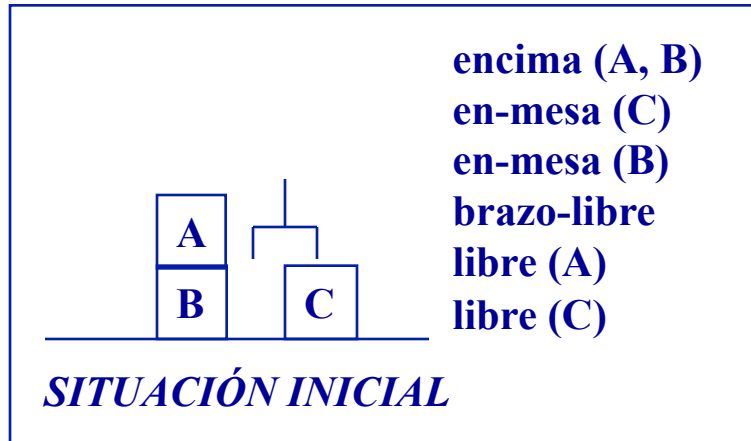 encima (A, B)
en-mesa (C)
en-mesa (B)
brazo-libre
libre (A)
libre (C)
A
B C
SITUACIÓN INICIAL